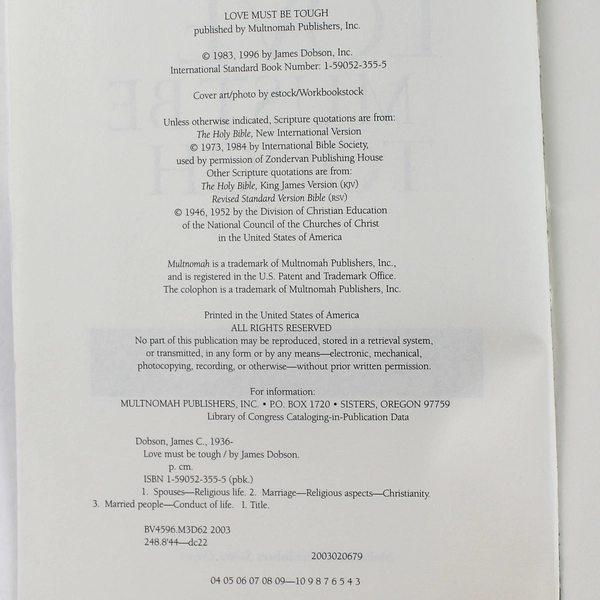 LOVE MUST BE TOUGH
published by Multnomah Publishers, Inc.
© 1983, 1996 by James Dobson, Inc.
International Standard Book Number: 1-59052-355-5
Cover art/photo by estock/Workbookstock
Unless otherwise indicated, Scripture quotations are from:
The Holy Bible, New International Version
© 1973, 1984 by International Bible Society,
used by permission of Zondervan Publishing House
Other Scripture quotations are from:
The Holy Bible, King James Version (KJV)
Revised Standard Version Bible (RSV)
© 1946, 1952 by the Division of Christian Education
of the National Council of the Churches of Christ
in the United States of America
Multnomah is a trademark of Multnomah Publishers, Inc.,
and is registered in the U.S. Patent and Trademark Office.
The colophon is a trademark of Multnomah Publishers, Inc.
Printed in the United States of America
ALL RIGHTS RESERVED
No part of this publication may be reproduced, stored in a retrieval system,
or transmitted, in any form or by any means—electronic, mechanical,
photocopying, recording, or otherwise—without prior written permission.
For information:
MULTNOMAH PUBLISHERS, INC. • P.O. BOX 1720 • SISTERS, OREGON 97759
Library of Congress Cataloging-in-Publication Data
Dobson, James C., 1936-
Love must be tough / by James Dobson.
p. cm.
ISBN 1-59052-355-5 (pbk.)
1. Spouses—Religious life. 2. Marriage—Religious aspects—Christianity.
3. Married people—Conduct of life. I. Title.
BV4596.M3D62 2003
248.8'44—dc22
2003020679
04 05 06 07 08 09—10 9 8 7 6 5 4 3